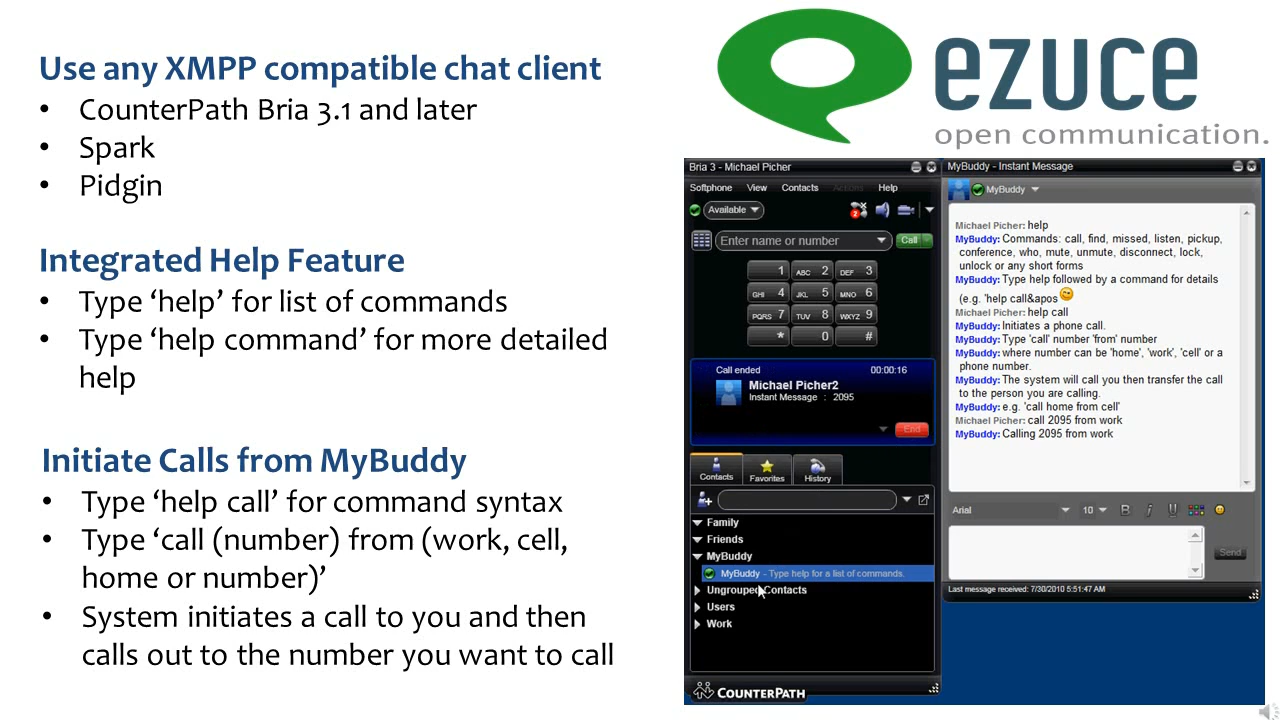 Use any XMPP compatible chat client
• CounterPath Bria 3.1 and later
• Spark
• Pidgin
Integrated Help Feature
• Type ‘help’ for list of commands
• Type ‘help command’ for more detailed
help
Initiate Calls from MyBuddy
• Type ‘help call’ for command syntax
• Type ‘call (number) from (work, cell,
home or number)’
• System initiates a call to you and then
calls out to the number you want to call
ezuce
open communication.
Bria 3 - Michael Picher
Softphone View Contacts Actions Help
Available
2
Enter name or number
Call
1 ABC 2 DEF 3
GHI 4 JKL 5 MNO 6
PQRS 7 TUV 8 WXYZ 9
* 0 #
Call ended 00:00:16
Michael Picher2
Instant Message : 2095
End
Contacts Favorites History
Family
Friends
MyBuddy
MyBuddy - Type help for a list of commands.
Ungrouped Contacts
Users
Work
COUNTERPATH
MyBuddy - Instant Message
MyBuddy
Michael Picher: help
MyBuddy: Commands: call, find, missed, listen, pickup,
conference, who, mute, unmute, disconnect, lock,
unlock or any short forms
MyBuddy: Type help followed by a command for details
(e.g. 'help call&apos
Michael Picher: help call
MyBuddy: Initiates a phone call.
MyBuddy: Type 'call' number 'from' number
MyBuddy: where number can be 'home', 'work', 'cell' or a
phone number.
MyBuddy: The system will call you then transfer the call
to the person you are calling.
MyBuddy: e.g. 'call home from cell'
Michael Picher: call 2095 from work
MyBuddy: Calling 2095 from work
Arial 10 B i U
Send
Last message received: 7/30/2010 5:51:47 AM